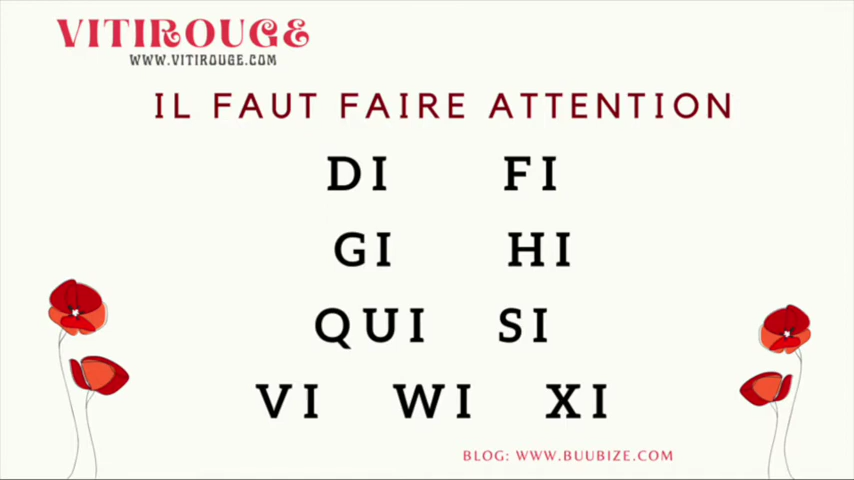 VITIROUGE
WWW.VITIROUGE.COM
IL FAUT FAIRE ATTENTION
DI FI
GI HI
QUI SI
VI WI XI
BLOG: WWW.BUUBIZE.COM